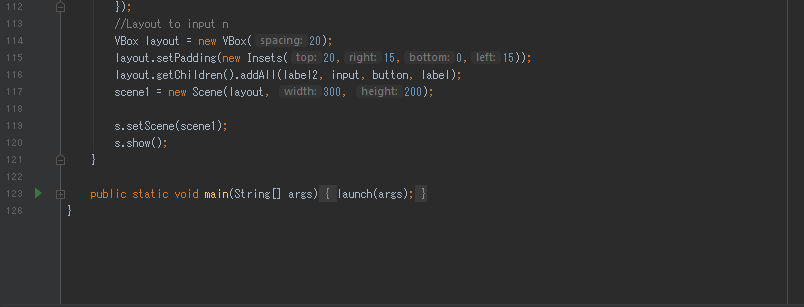 112 });
113 //Layout to input n
114 VBox layout = new VBox( spacing: 20);
115 layout.setPadding(new Insets( top: 20, right: 15, bottom: 0, left: 15));
116 layout.getChildren().addAll(label2, input, button, label);
117 scene1 = new Scene(layout, width: 300, height: 200);
118
119 s.setScene(scene1);
120 s.show();
121 }
122
123 public static void main(String[] args) { launch(args); }
126 }